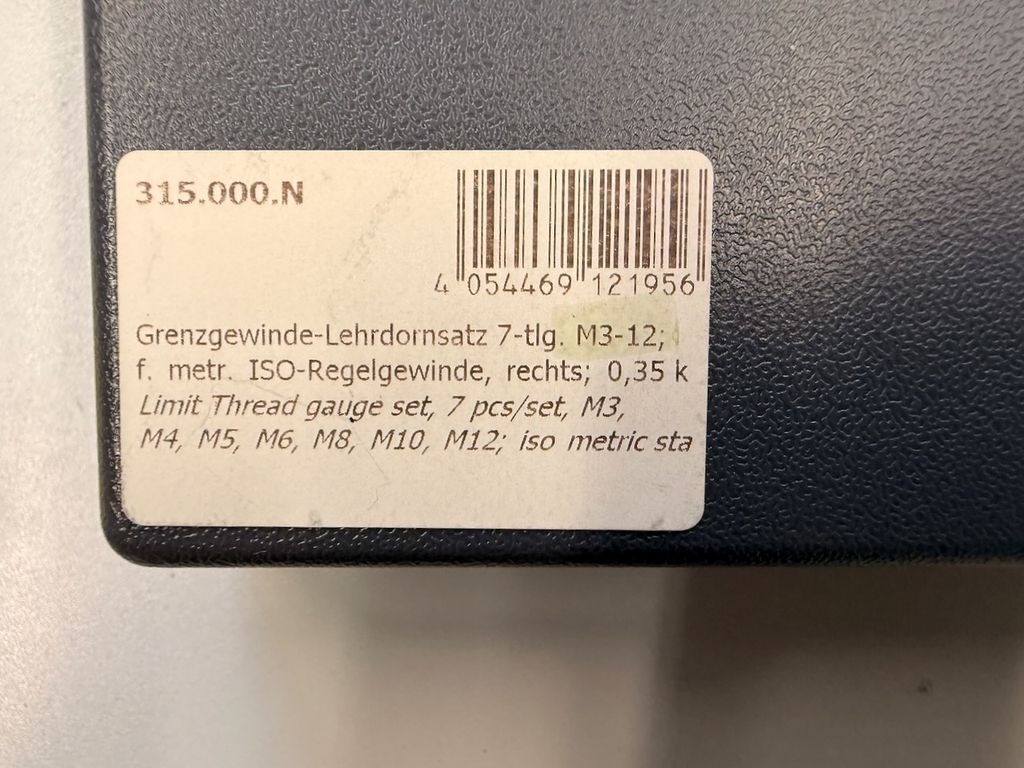 315.000.N
4 054469 121956
Grenzgewinde-Lehrdornsatz 7-tlg. M3-12;
f. metr. ISO-Regelgewinde, rechts; 0,35 k
Limit Thread gauge set, 7 pcs/set, M3,
M4, M5, M6, M8, M10, M12; iso metric sta